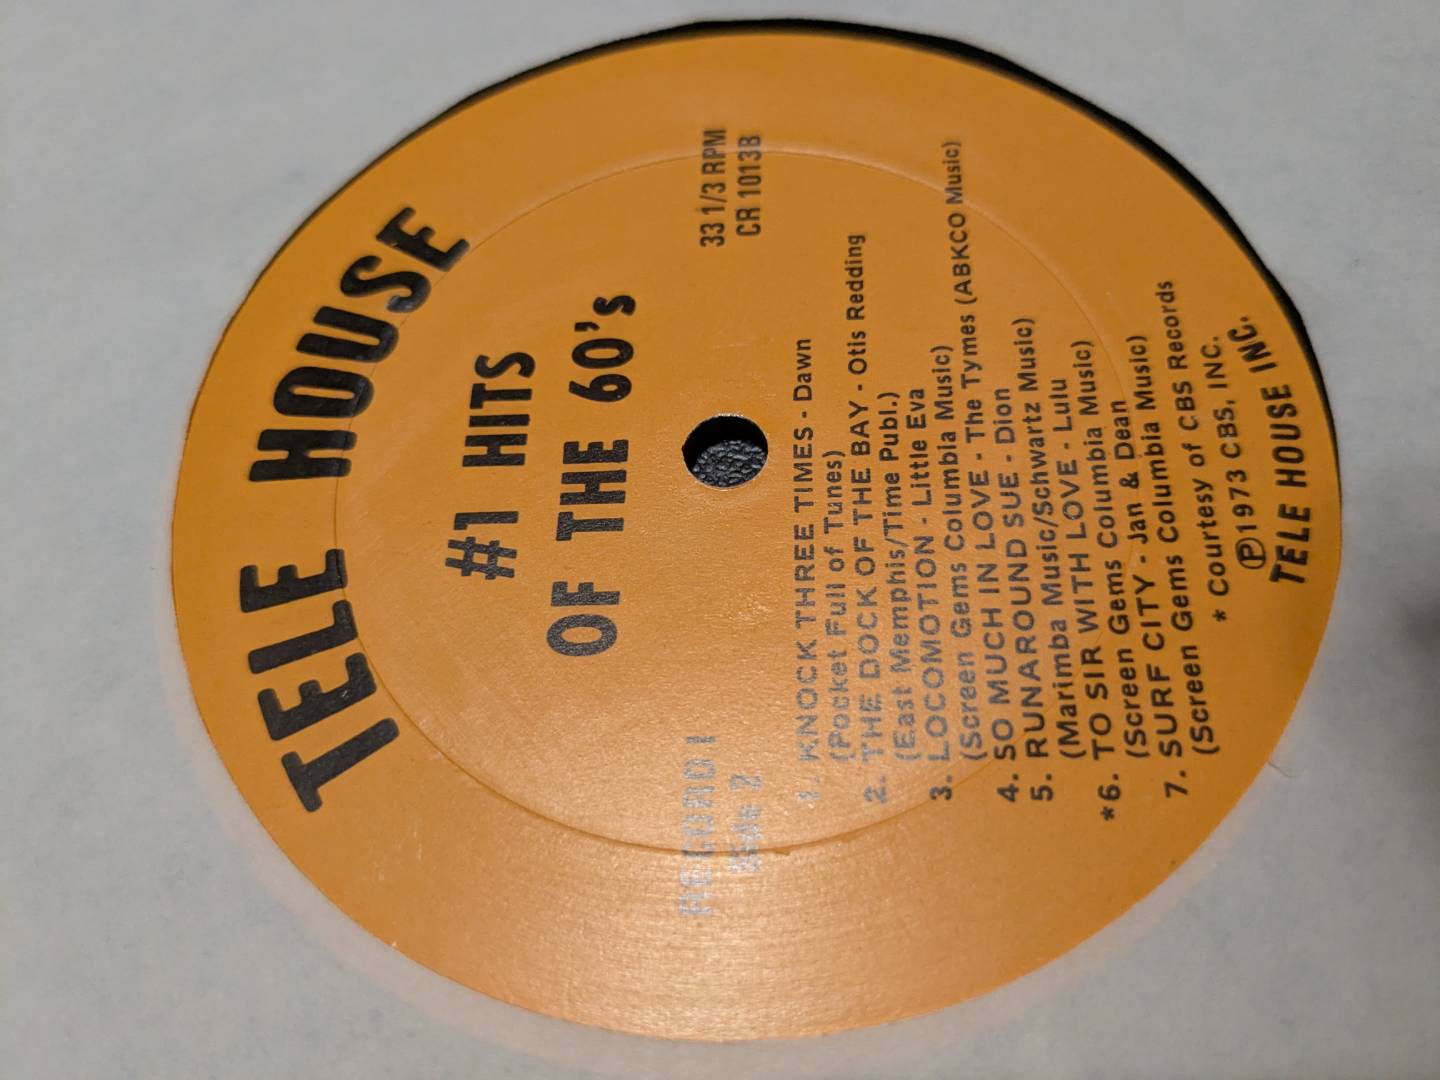 TELE HOUSE
#1 HITS
OF THE 60's
RECORD 1
Side 2
33 1/3 RPM
CR 1013B
1. KNOCK THREE TIMES - Dawn
(Pocket Full of Tunes)
2. THE DOCK OF THE BAY - Otis Redding
(East Memphis/Time Publ.)
3. LOCOMOTION - Little Eva
(Screen Gems Columbia Music)
4. SO MUCH IN LOVE - The Tymes (ABKCO Music)
5. RUNAROUND SUE - Dion
(Marimba Music/Schwartz Music)
*6. TO SIR WITH LOVE - Lulu
(Screen Gems Columbia Music)
7. SURF CITY - Jan & Dean
(Screen Gems Columbia Music)
* Courtesy of CBS Records
Ⓟ1973 CBS, INC.
TELE HOUSE INC.